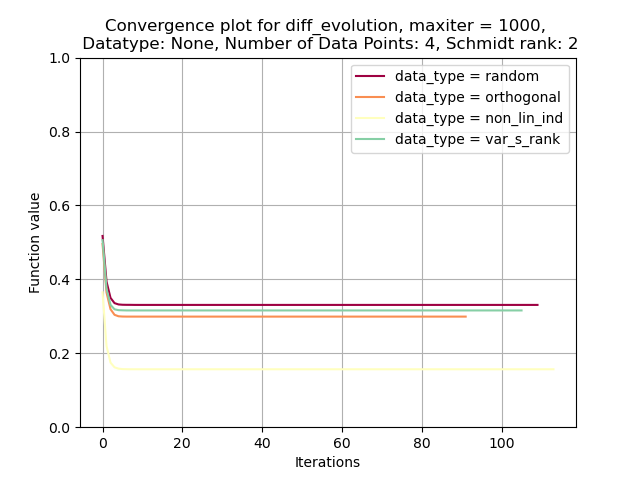 Convergence plot for diff_evolution, maxiter = 1000,
Datatype: None, Number of Data Points: 4, Schmidt rank: 2
1.0
0.8
0.6
0.4
0.2
0.0
Function value
data_type = random
data_type = orthogonal
data_type = non_lin_ind
data_type = var_s_rank
0 20 40 60 80 100
Iterations